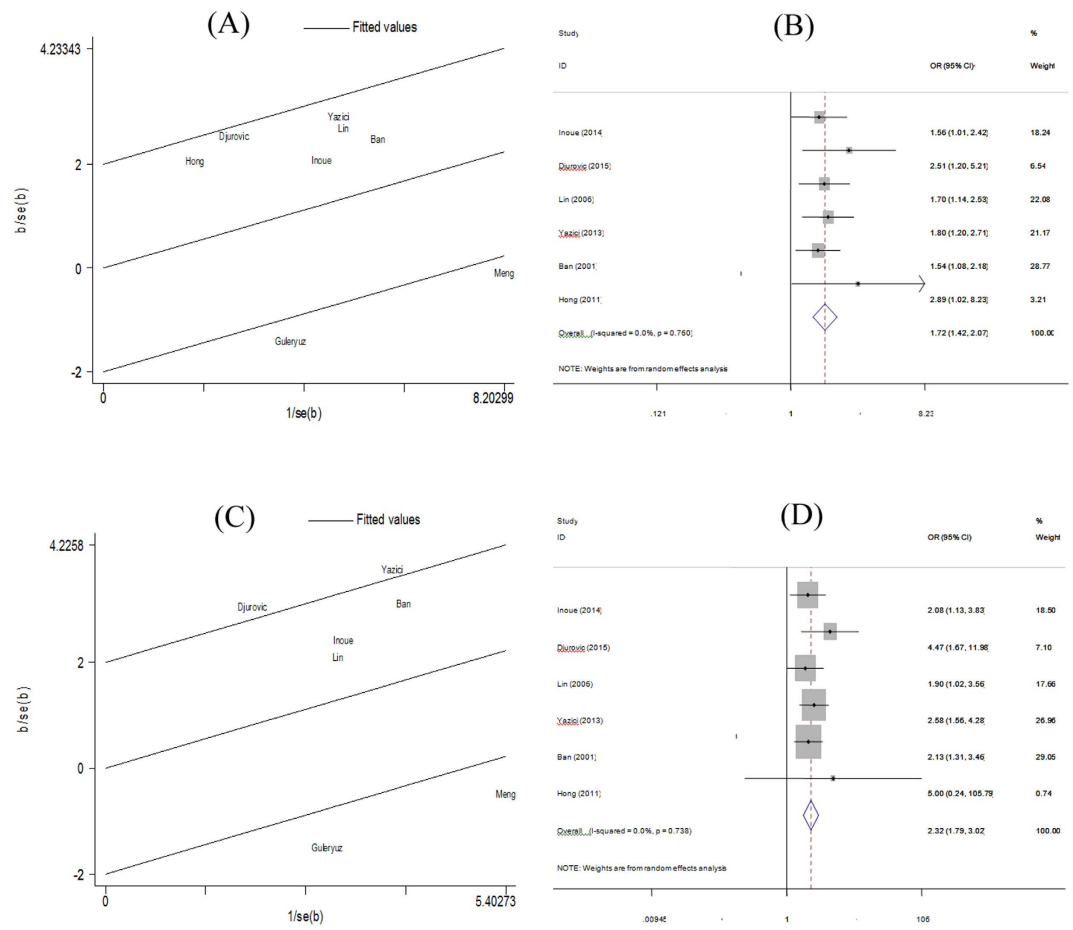 (A)
Fitted values
4.23343
2
0
-2
b/se(b)
Yazici
Lin
Djurovic
Ban
Hong
Inoue
Meng
Guleryuz
0
8.20299
1/se(b)
(B)
Study %
ID OR (95% CI) Weight
Inoue (2014) 1.56 (1.01, 2.42) 18.24
Djurovic (2015) 2.51 (1.20, 5.21) 6.54
Lin (2006) 1.70 (1.14, 2.53) 22.08
Yazici (2013) 1.80 (1.20, 2.71) 21.17
Ban (2001) 1.54 (1.08, 2.18) 28.77
Hong (2011) 2.89 (1.02, 8.23) 3.21
Overall (I-squared = 0.0%, p = 0.760) 1.72 (1.42, 2.07) 100.00
NOTE: Weights are from random effects analysis
.121 1 8.23
(C)
Fitted values
4.2258
2
0
-2
b/se(b)
Yazici
Djurovic
Ban
Inoue
Lin
Meng
Guleryuz
0
5.40273
1/se(b)
(D)
Study %
ID OR (95% CI) Weight
Inoue (2014) 2.08 (1.13, 3.83) 18.50
Djurovic (2015) 4.47 (1.67, 11.98) 7.10
Lin (2006) 1.90 (1.02, 3.56) 17.66
Yazici (2013) 2.58 (1.56, 4.28) 26.96
Ban (2001) 2.13 (1.31, 3.46) 29.05
Hong (2011) 5.00 (0.24, 105.79) 0.74
Overall (I-squared = 0.0%, p = 0.738) 2.32 (1.79, 3.02) 100.00
NOTE: Weights are from random effects analysis
.00945 1 106